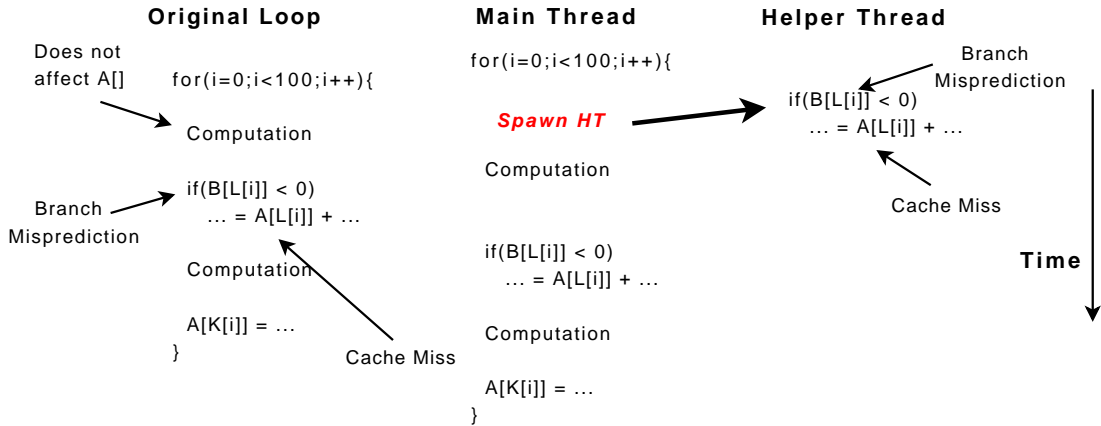 Original Loop
Does not
affect A[]
for(i=0;i<100;i++){
Computation
if(B[L[i]] < 0)
... = A[L[i]] + ...
Branch
Misprediction
Computation
A[K[i]] = ...
}
Cache Miss
Main Thread
for(i=0;i<100;i++){
Spawn HT
Computation
if(B[L[i]] < 0)
... = A[L[i]] + ...
Computation
A[K[i]] = ...
}
Helper Thread
Branch
Misprediction
if(B[L[i]] < 0)
... = A[L[i]] + ...
Cache Miss
Time